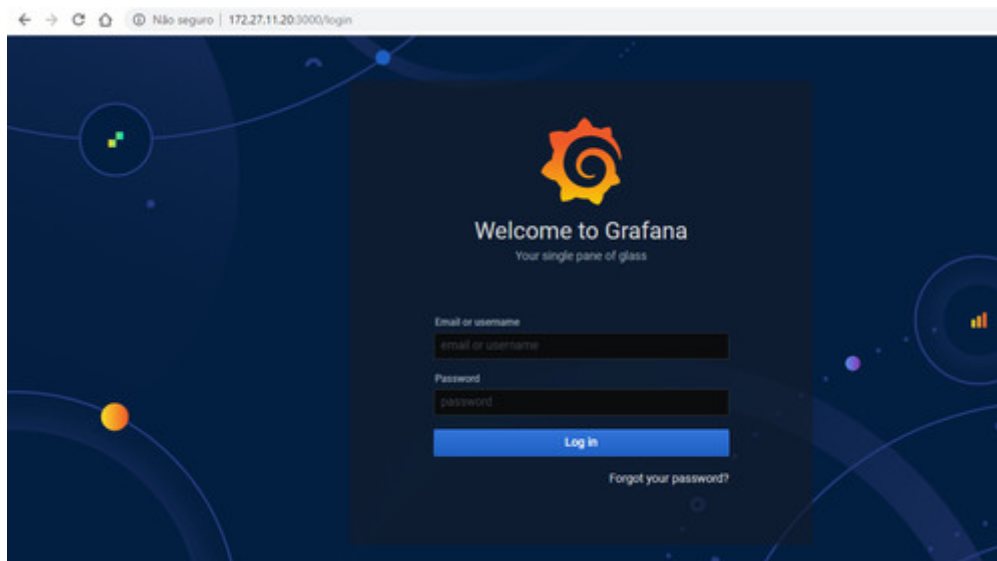 Não seguro | 172.27.11.20:3000/login
Welcome to Grafana
Your single pane of glass
Email or username
email or username
Password
password
Log in
Forgot your password?